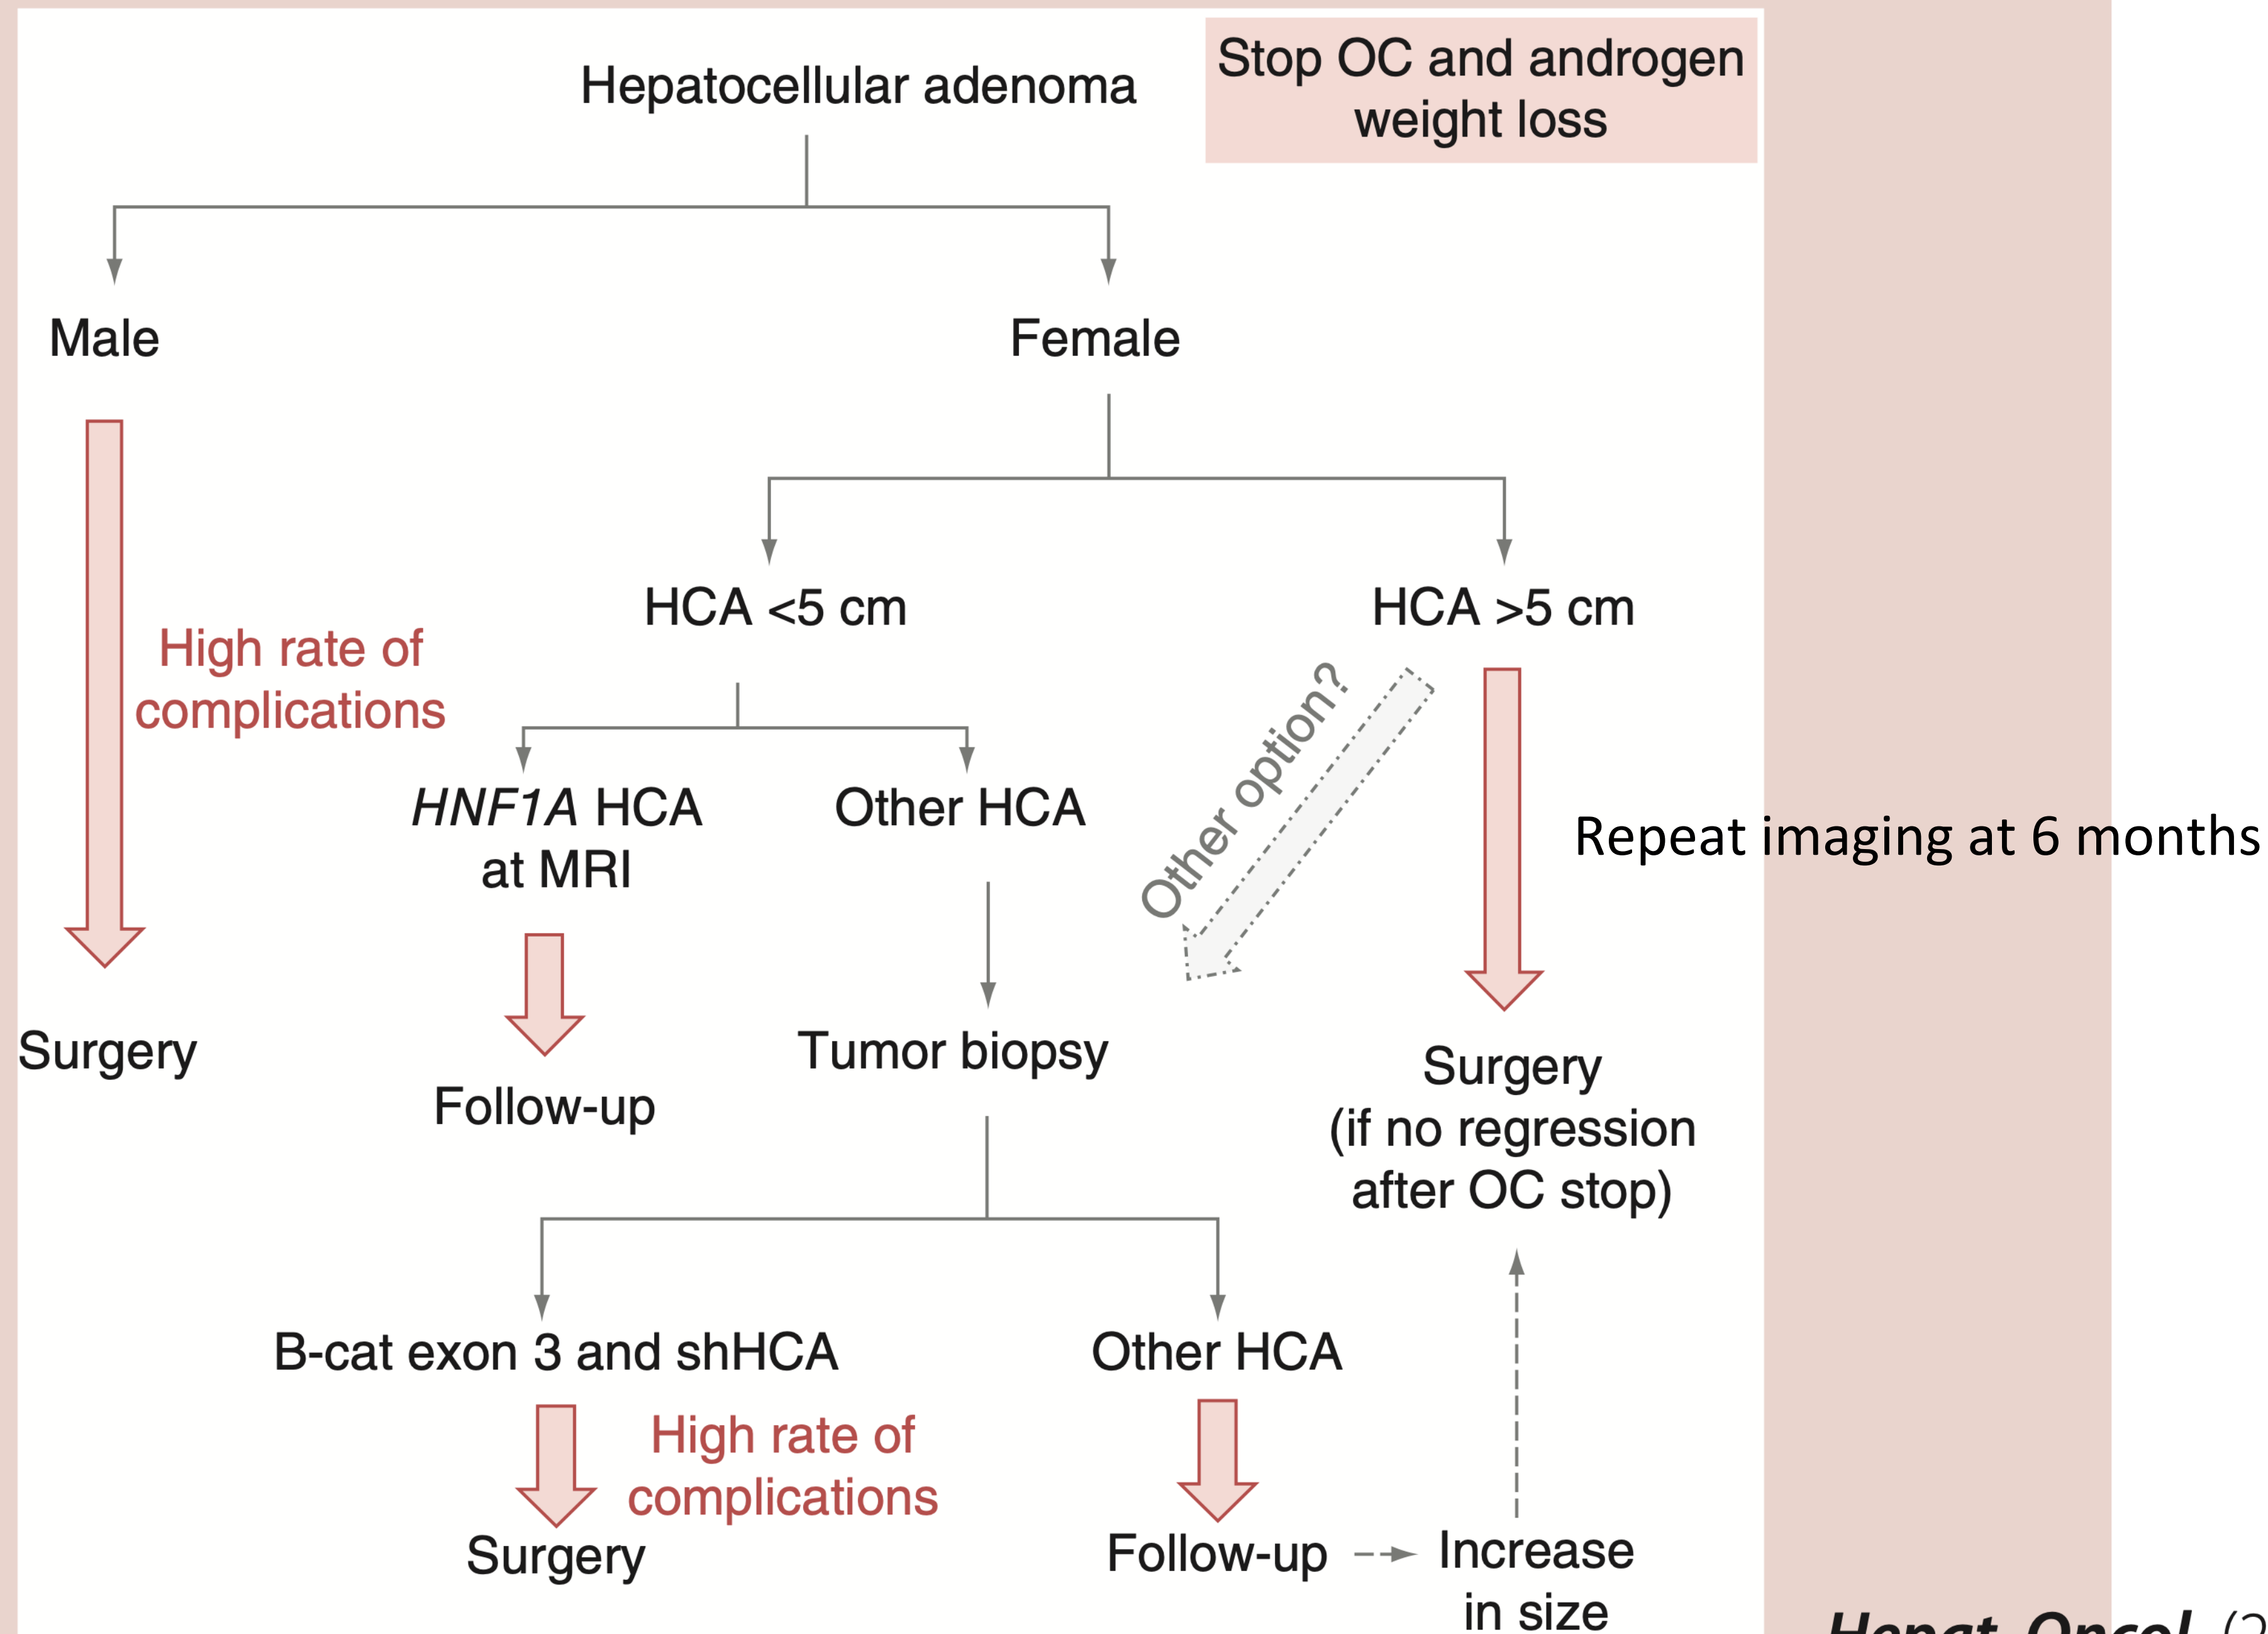 Hepatocellular adenoma
Stop OC and androgen
weight loss
Male
Female
HCA <5 cm
HCA >5 cm
High rate of
complications
Other option?
HNF1A HCA
at MRI
Other HCA
Repeat imaging at 6 months
Surgery
Follow-up
Tumor biopsy
Surgery
(if no regression
after OC stop)
B-cat exon 3 and shHCA
Other HCA
High rate of
complications
Surgery
Follow-up
Increase
in size
Hepat. Oncol. (2